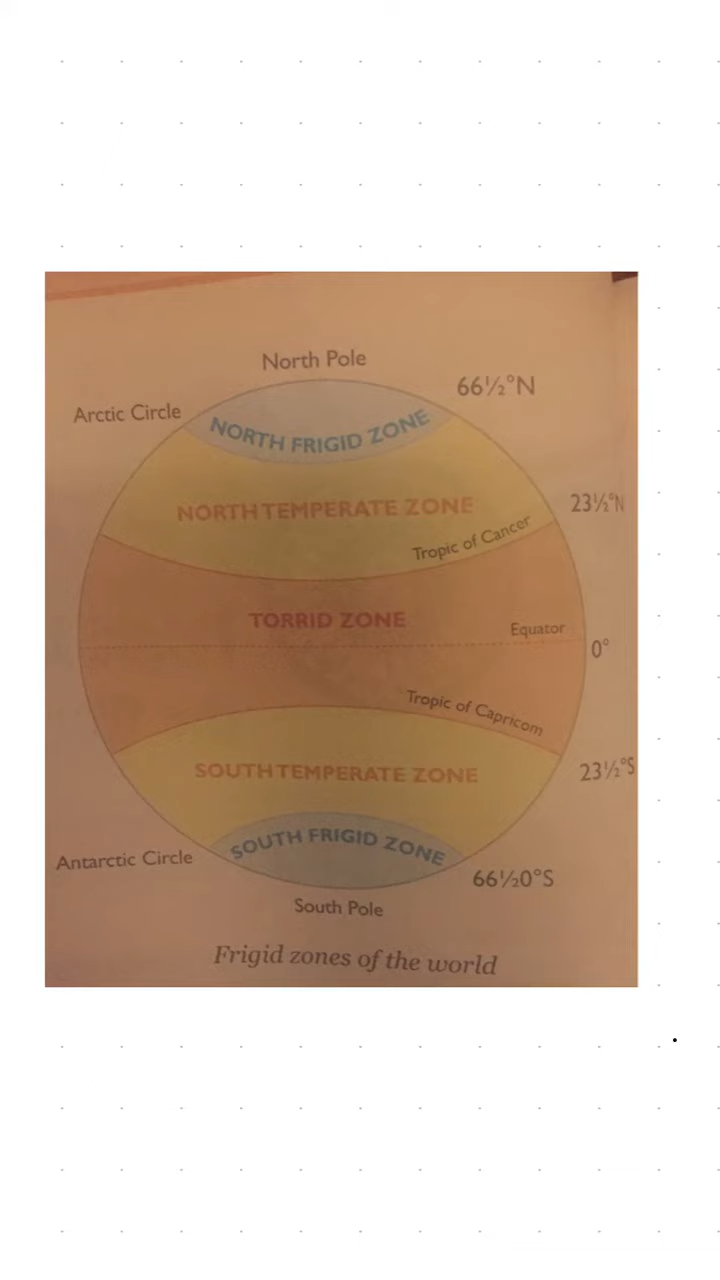 North Pole
66½°N
Arctic Circle
NORTH FRIGID ZONE
23½°N
NORTH TEMPERATE ZONE
Tropic of Cancer
TORRID ZONE
Equator
0°
Tropic of Capricorn
SOUTH TEMPERATE ZONE
23½°S
SOUTH FRIGID ZONE
Antarctic Circle
66½0°S
South Pole
Frigid zones of the world